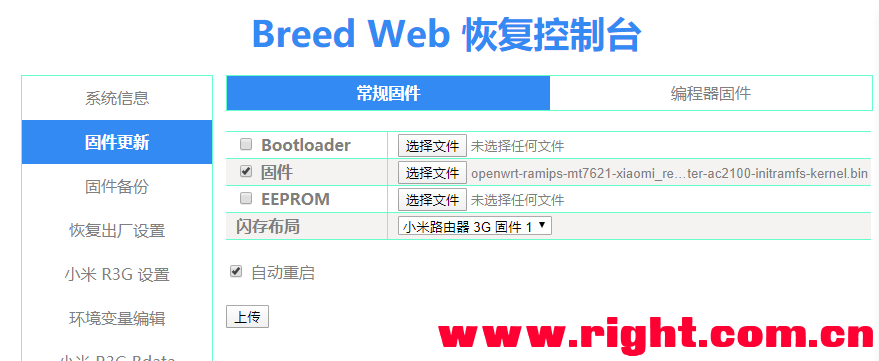 Breed Web 恢复控制台
系统信息
固件更新
固件备份
恢复出厂设置
小米 R3G 设置
环境变量编辑
小米 R3G Bdata
常规固件 编程器固件
Bootloader 选择文件 未选择任何文件
固件 选择文件 openwrt-ramips-mt7621-xiaomi_re...ter-ac2100-initramfs-kernel.bin
EEPROM 选择文件 未选择任何文件
闪存布局 小米路由器 3G 固件 1
自动重启
上传
www.right.com.cn